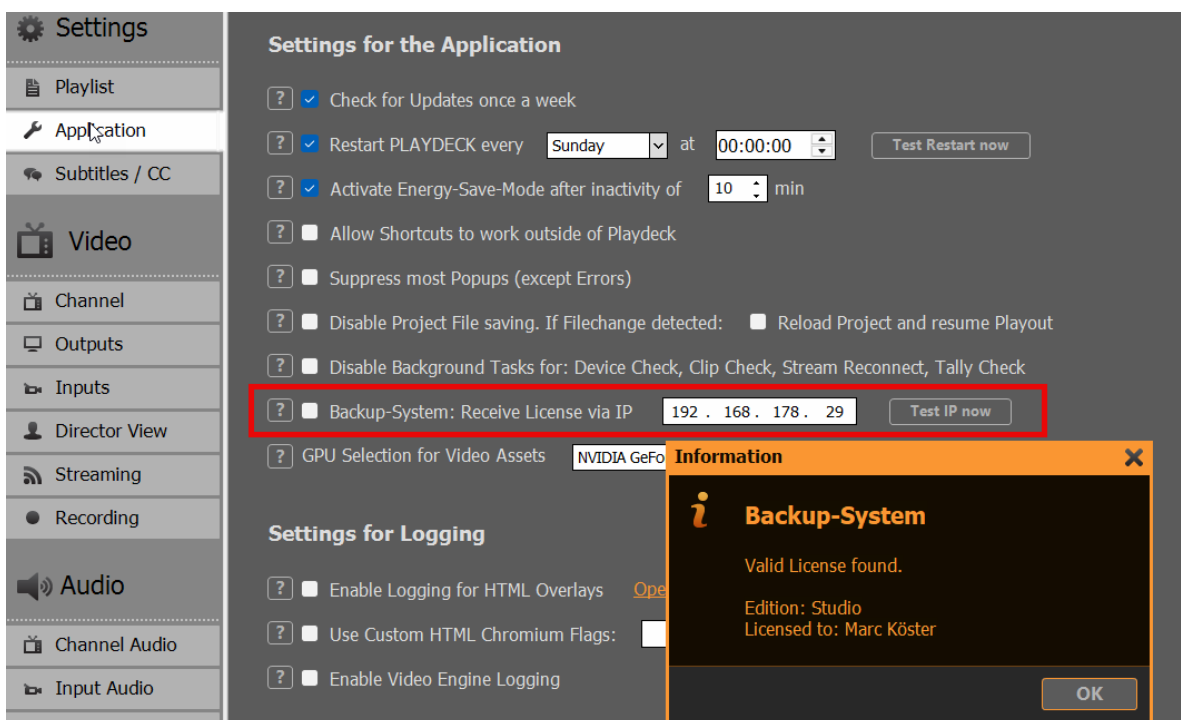 Settings
Playlist
Application
Subtitles / CC
Video
Channel
Outputs
Inputs
Director View
Streaming
Recording
Audio
Channel Audio
Input Audio
Settings for the Application
? Check for Updates once a week
? Restart PLAYDECK every Sunday at 00:00:00 Test Restart now
? Activate Energy-Save-Mode after inactivity of 10 min
? Allow Shortcuts to work outside of Playdeck
? Suppress most Popups (except Errors)
? Disable Project File saving. If Filechange detected: Reload Project and resume Playout
? Disable Background Tasks for: Device Check, Clip Check, Stream Reconnect, Tally Check
? Backup-System: Receive License via IP 192 . 168 . 178 . 29 Test IP now
? GPU Selection for Video Assets NVIDIA GeFo
Settings for Logging
? Enable Logging for HTML Overlays Ope
? Use Custom HTML Chromium Flags:
? Enable Video Engine Logging
Information
Backup-System
Valid License found.
Edition: Studio
Licensed to: Marc Köster
OK